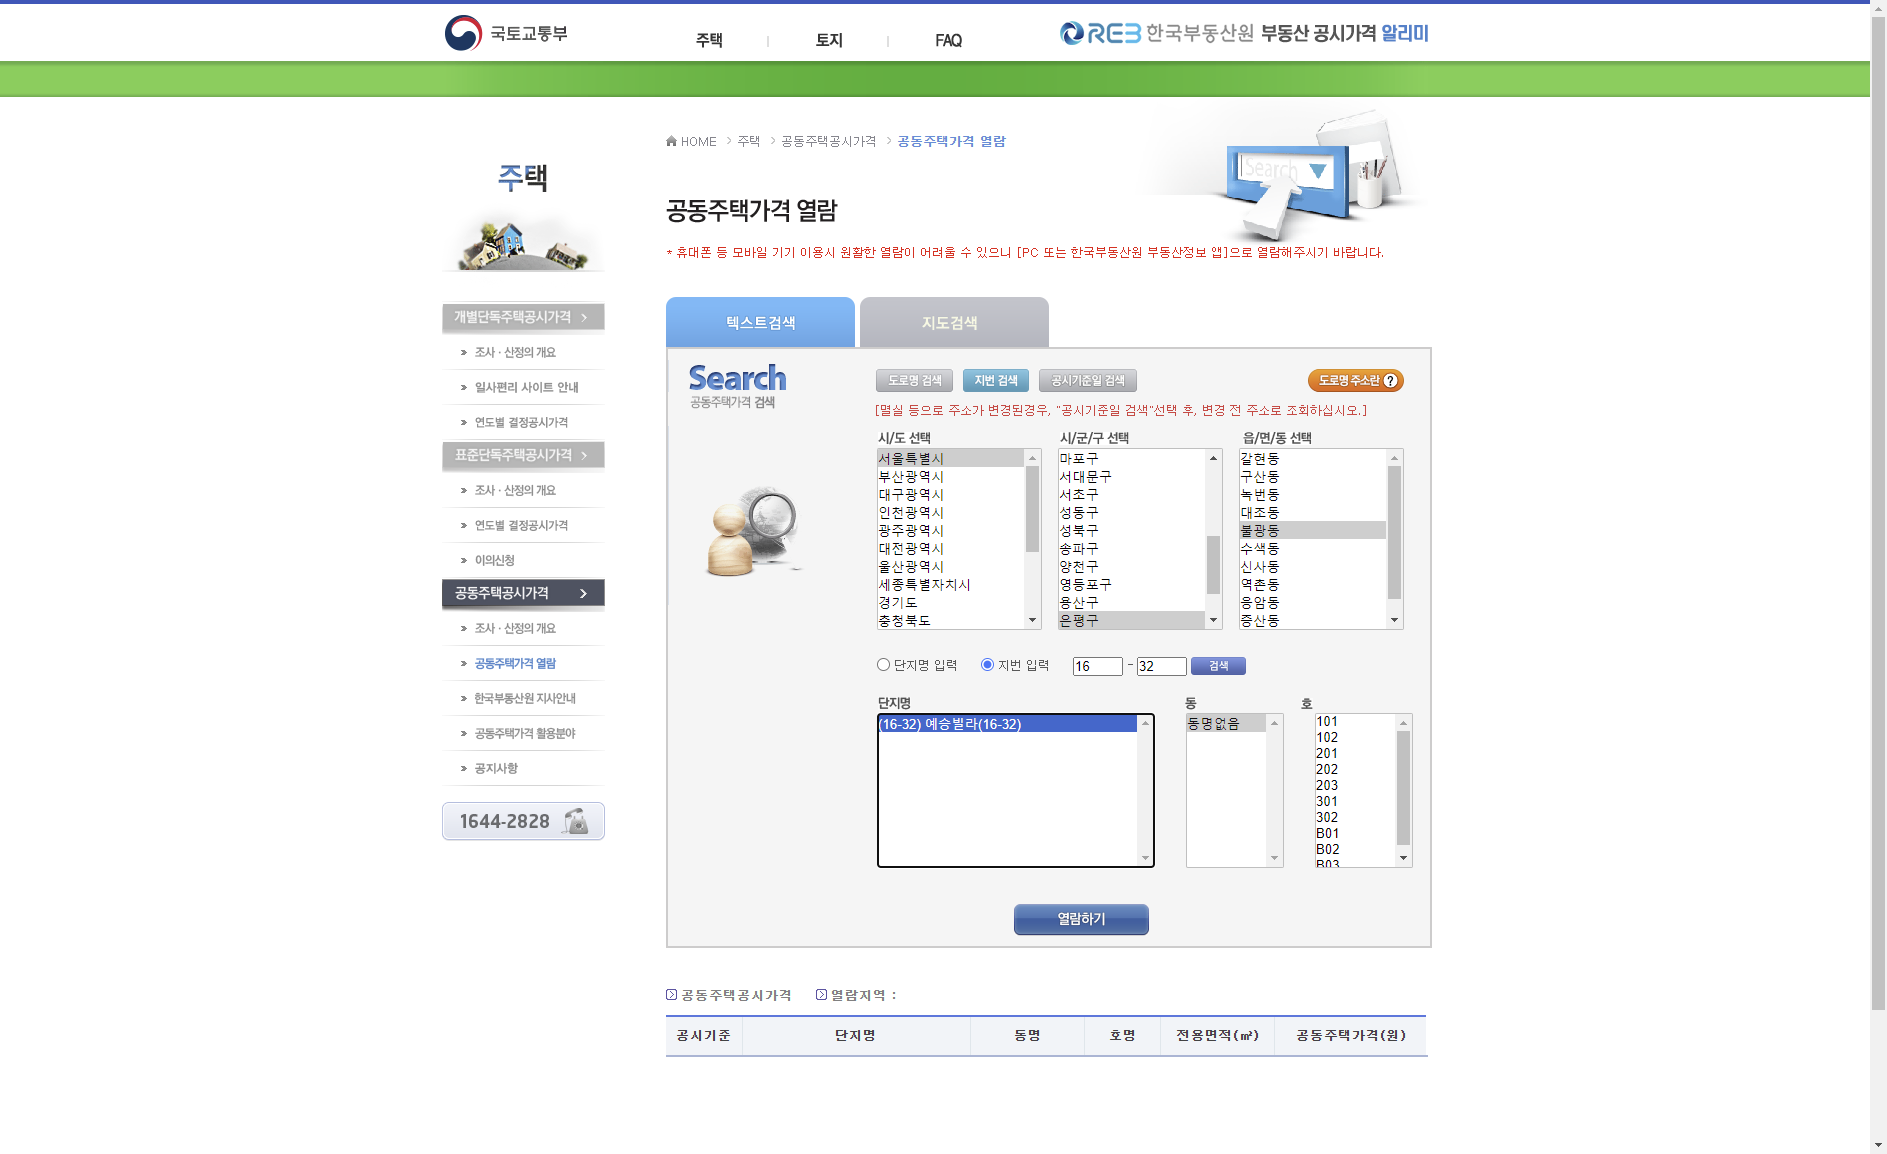 국토교통부
주택
토지
FAQ
REB 한국부동산원 부동산 공시가격 알리미
HOME > 주택 > 공동주택공시가격 > 공동주택가격 열람
Search
주택
공동주택가격 열람
* 휴대폰 등 모바일 기기 이용시 원활한 열람이 어려울 수 있으니 [PC 또는 한국부동산원 부동산정보 앱]으로 열람해주시기 바랍니다.
개별단독주택공시가격 >
조사 · 산정의 개요
일사편리 사이트 안내
연도별 결정공시가격
표준단독주택공시가격 >
조사 · 산정의 개요
연도별 결정공시가격
이의신청
공동주택공시가격 >
조사 · 산정의 개요
공동주택가격 열람
한국부동산원 지사안내
공동주택가격 활용분야
공지사항
1644-2828
텍스트검색
지도검색
Search
공동주택가격 검색
도로명 검색
지번 검색
공시기준일 검색
도로명 주소란 ?
[멸실 등으로 주소가 변경된경우, "공시기준일 검색"선택 후, 변경 전 주소로 조회하십시오.]
시/도 선택
서울특별시
부산광역시
대구광역시
인천광역시
광주광역시
대전광역시
울산광역시
세종특별자치시
경기도
충청북도
시/군/구 선택
마포구
서대문구
서초구
성동구
성북구
송파구
양천구
영등포구
용산구
은평구
읍/면/동 선택
갈현동
구산동
녹번동
대조동
불광동
수색동
신사동
역촌동
응암동
증산동
단지명 입력
지번 입력
16 - 32
검색
단지명
(16-32) 예승빌라(16-32)
동
동명없음
호
101
102
201
202
203
301
302
B01
B02
B03
열람하기
공동주택공시가격
열람지역 :
공시기준
단지명
동명
호명
전용면적(㎡)
공동주택가격(원)